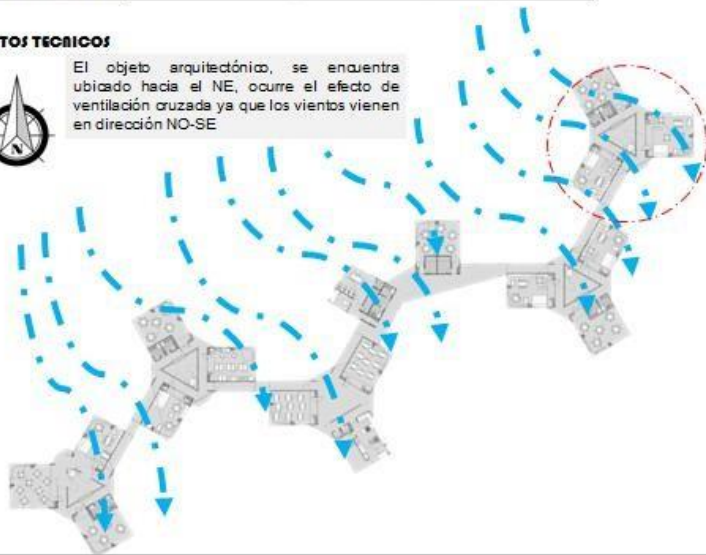 TOS TECNICOS
El objeto arquitectónico, se encuentra
ubicado hacia el NE, ocurre el efecto de
ventilación cruzada ya que los vientos vienen
en dirección NO-SE
N